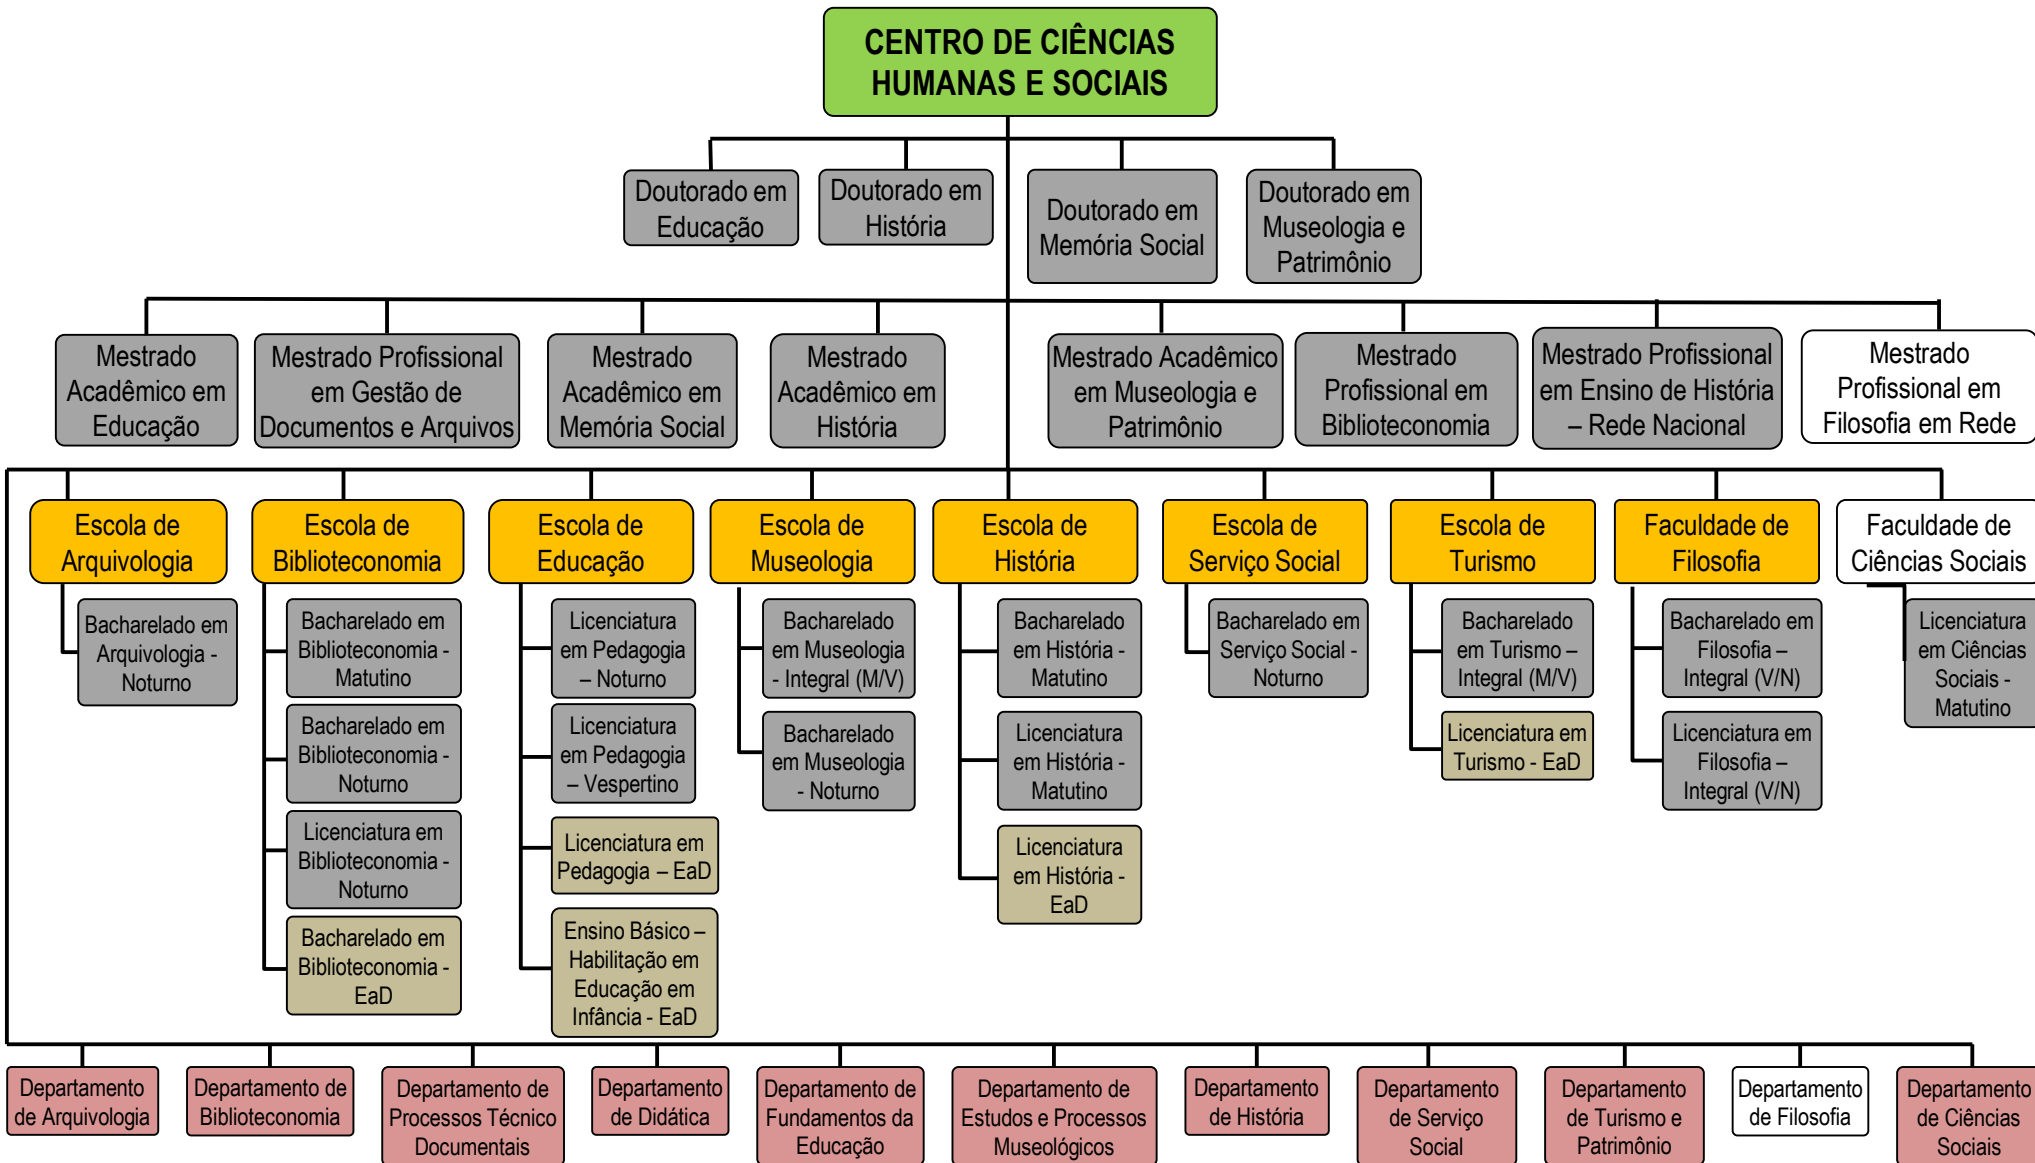 CENTRO DE CIÊNCIAS
HUMANAS E SOCIAIS
Doutorado em
Educação
Doutorado em
História
Doutorado em
Memória Social
Doutorado em
Museologia e
Patrimônio
Mestrado
Acadêmico em
Educação
Mestrado Profissional
em Gestão de
Documentos e Arquivos
Mestrado
Acadêmico em
Memória Social
Mestrado
Acadêmico em
História
Mestrado Acadêmico
em Museologia e
Patrimônio
Mestrado
Profissional em
Biblioteconomia
Mestrado Profissional
em Ensino de História
– Rede Nacional
Mestrado
Profissional em
Filosofia em Rede
Escola de
Arquivologia
Escola de
Biblioteconomia
Escola de
Educação
Escola de
Museologia
Escola de
História
Escola de
Serviço Social
Escola de
Turismo
Faculdade de
Filosofia
Faculdade de
Ciências Sociais
Bacharelado em
Arquivologia -
Noturno
Bacharelado em
Biblioteconomia -
Matutino
Bacharelado em
Biblioteconomia -
Noturno
Licenciatura em
Biblioteconomia -
Noturno
Bacharelado em
Biblioteconomia -
EaD
Licenciatura
em Pedagogia
– Noturno
Licenciatura
em Pedagogia
– Vespertino
Licenciatura em
Pedagogia – EaD
Ensino Básico –
Habilitação em
Educação em
Infância - EaD
Bacharelado
em Museologia
- Integral (M/V)
Bacharelado
em Museologia
- Noturno
Bacharelado
em História -
Matutino
Licenciatura
em História -
Matutino
Licenciatura
em História -
EaD
Bacharelado em
Serviço Social -
Noturno
Bacharelado
em Turismo –
Integral (M/V)
Licenciatura em
Turismo - EaD
Bacharelado em
Filosofia –
Integral (V/N)
Licenciatura em
Filosofia –
Integral (V/N)
Licenciatura
em Ciências
Sociais -
Matutino
Departamento
de Arquivologia
Departamento de
Biblioteconomia
Departamento de
Processos Técnico
Documentais
Departamento
de Didática
Departamento de
Fundamentos da
Educação
Departamento de
Estudos e Processos
Museológicos
Departamento
de História
Departamento
de Serviço
Social
Departamento
de Turismo e
Patrimônio
Departamento
de Filosofia
Departamento
de Ciências
Sociais